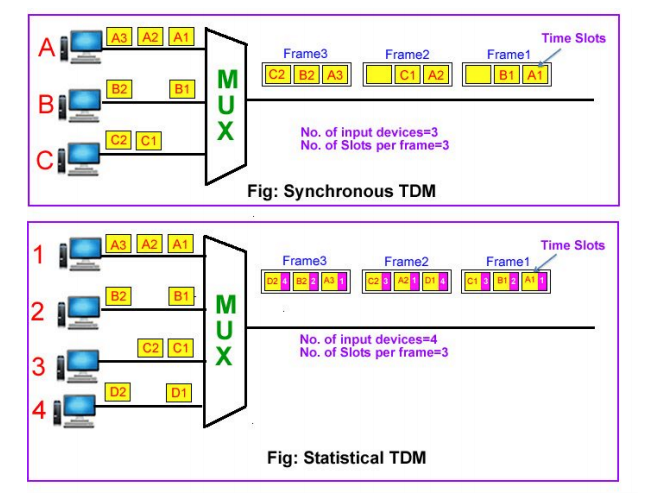 A A3 A2 A1
B B2 B1
C C2 C1
MUX
Time Slots
Frame3 Frame2 Frame1
C2 B2 A3 C1 A2 B1 A1
No. of input devices=3
No. of Slots per frame=3
Fig: Synchronous TDM
1 A3 A2 A1
2 B2 B1
3 C2 C1
4 D2 D1
MUX
Time Slots
Frame3 Frame2 Frame1
D2 4 B2 2 A3 1 C2 3 A2 1 D1 4 C1 3 B1 2 A1 1
No. of input devices=4
No. of Slots per frame=3
Fig: Statistical TDM